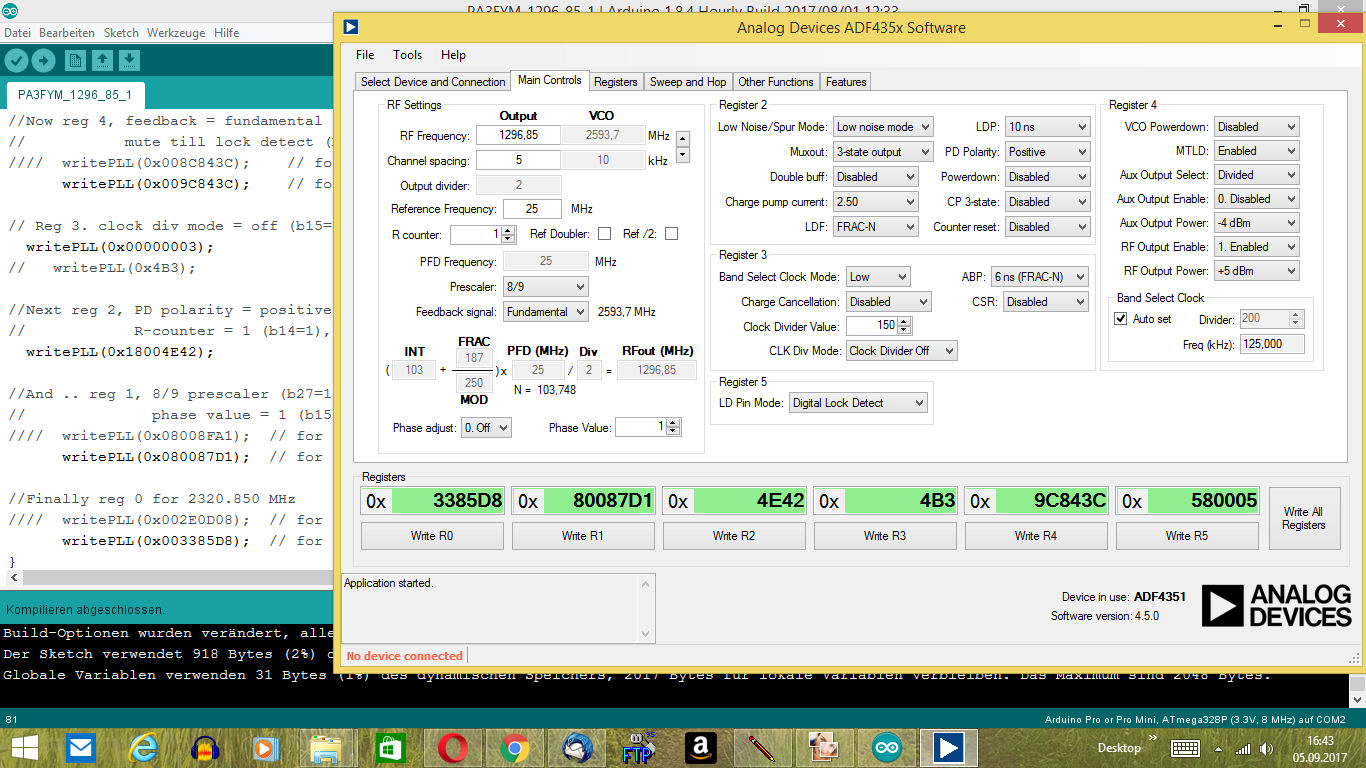 PA3FYM_1296_85_1 | Arduino 1.8.4 Hourly Build 2017/08/01 12:33
Datei Bearbeiten Sketch Werkzeuge Hilfe
PA3FYM_1296_85_1
//Now reg 4, feedback = fundamental
// mute till lock detect (
//// writePLL(0x008C843C); // fo
writePLL(0x009C843C); // fo
// Reg 3. clock div mode = off (b15=
writePLL(0x00000003);
// writePLL(0x4B3);
//Next reg 2, PD polarity = positive
// R-counter = 1 (b14=1),
writePLL(0x18004E42);
//And .. reg 1, 8/9 prescaler (b27=1
// phase value = 1 (b15
//// writePLL(0x08008FA1); // for
writePLL(0x080087D1); // for
//Finally reg 0 for 2320.850 MHz
//// writePLL(0x002E0D08); // for
writePLL(0x003385D8); // for
}
Kompilieren abgeschlossen.
Build-Optionen wurden verändert, alle
Der Sketch verwendet 918 Bytes (2%)
Globale Variablen verwenden 31 Bytes (1%) des dynamischen Speichers, 2017 Bytes für lokale Variablen verbleiben. Das Maximum sind 2048 Bytes.
81
Arduino Pro or Pro Mini, ATmega328P (3.3V, 8 MHz) auf COM2
Analog Devices ADF435x Software
File Tools Help
Select Device and Connection Main Controls Registers Sweep and Hop Other Functions Features
RF Settings
Output VCO
RF Frequency: 1296,85 2593,7 MHz
Channel spacing: 5 10 kHz
Output divider: 2
Reference Frequency: 25 MHz
R counter: 1 Ref Doubler: Ref /2:
PFD Frequency: 25 MHz
Prescaler: 8/9
Feedback signal: Fundamental 2593,7 MHz
INT FRAC PFD (MHz) Div RFout (MHz)
( 103 + 187 ) x 25 / 2 = 1296,85
250
MOD
N = 103,748
Phase adjust: 0. Off Phase Value: 1
Register 2
Low Noise/Spur Mode: Low noise mode LDP: 10 ns
Muxout: 3-state output PD Polarity: Positive
Double buff: Disabled Powerdown: Disabled
Charge pump current: 2.50 CP 3-state: Disabled
LDF: FRAC-N Counter reset: Disabled
Register 3
Band Select Clock Mode: Low ABP: 6 ns (FRAC-N)
Charge Cancellation: Disabled CSR: Disabled
Clock Divider Value: 150
CLK Div Mode: Clock Divider Off
Register 5
LD Pin Mode: Digital Lock Detect
Register 4
VCO Powerdown: Disabled
MTLD: Enabled
Aux Output Select: Divided
Aux Output Enable: 0. Disabled
Aux Output Power: -4 dBm
RF Output Enable: 1. Enabled
RF Output Power: +5 dBm
Band Select Clock
Auto set Divider: 200
Freq (kHz): 125,000
Registers
0x 3385D8 0x 80087D1 0x 4E42 0x 4B3 0x 9C843C 0x 580005
Write R0 Write R1 Write R2 Write R3 Write R4 Write R5 Write All Registers
Application started.
Device in use: ADF4351
Software version: 4.5.0
ANALOG DEVICES
No device connected
FTP
Desktop
16:43
05.09.2017